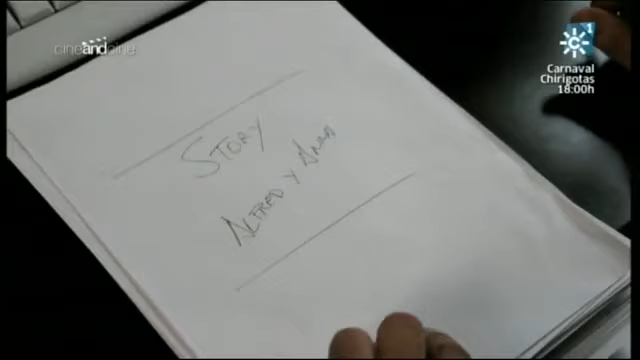 cineandcine
Carnaval
Chirigotas
18:00h
STORY
ALFRED Y ANNA